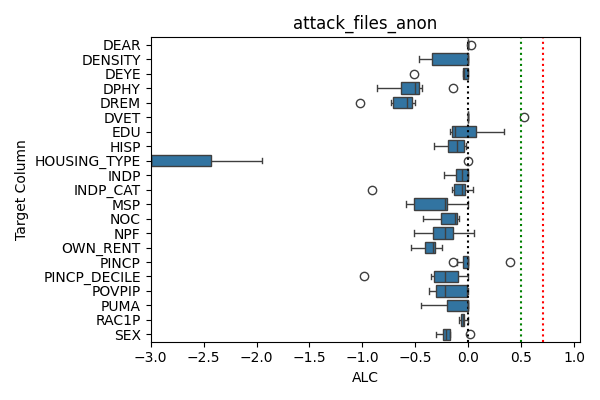 attack_files_anon
Target Column
DEAR
DENSITY
DEYE
DPHY
DREM
DVET
EDU
HISP
HOUSING_TYPE
INDP
INDP_CAT
MSP
NOC
NPF
OWN_RENT
PINCP
PINCP_DECILE
POVPIP
PUMA
RAC1P
SEX
−3.0 −2.5 −2.0 −1.5 −1.0 −0.5 0.0 0.5 1.0
ALC